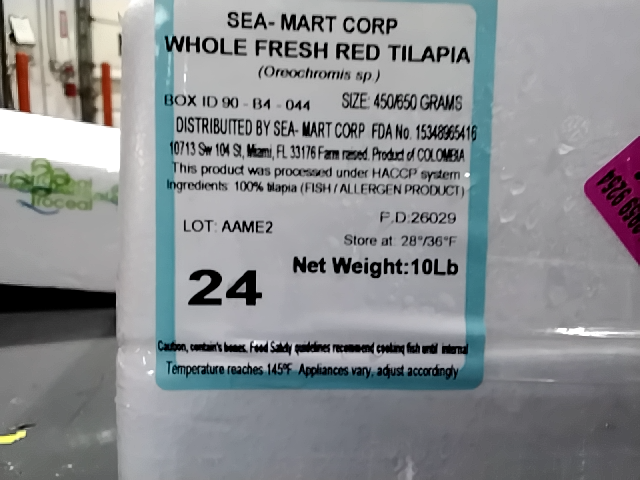 SEA- MART CORP
WHOLE FRESH RED TILAPIA
(Oreochromis sp.)
BOX ID 90 - B4 - 044 SIZE: 450/650 GRAMS
DISTRIBUITED BY SEA- MART CORP FDA No. 15348965416
10713 Sw 104 St, Miami, FL 33176 Farm raised. Product of COLOMBIA
This product was processed under HACCP system
Ingredients: 100% tilapia (FISH / ALLERGEN PRODUCT)
LOT: AAME2
F.D:26029
Store at: 28°/36°F
Net Weight:10Lb
24
Caution, contain's bones. Food Safety guidelines recommend cooking fish until internal
Temperature reaches 145ºF. Appliances vary, adjust accordingly